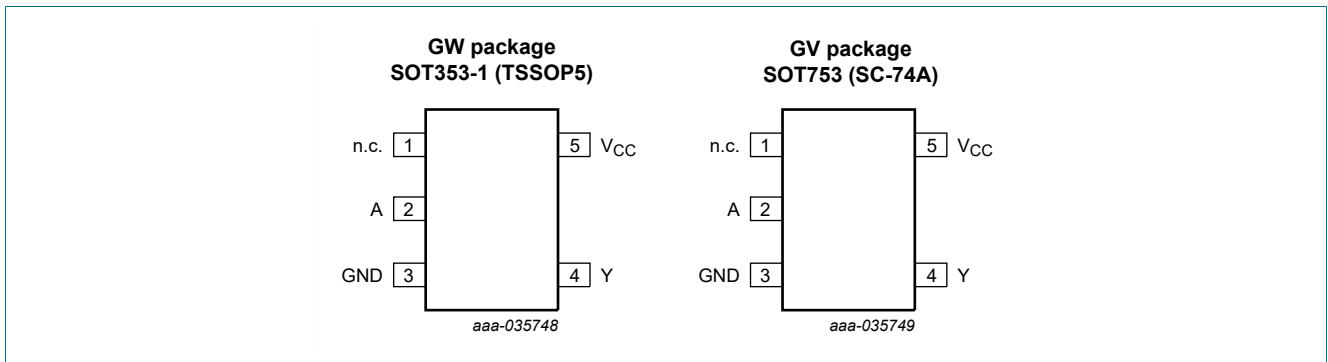 GW package
SOT353-1 (TSSOP5)
n.c. 1
5 VCC
A 2
GND 3
4 Y
aaa-035748
GV package
SOT753 (SC-74A)
n.c. 1
5 VCC
A 2
GND 3
4 Y
aaa-035749